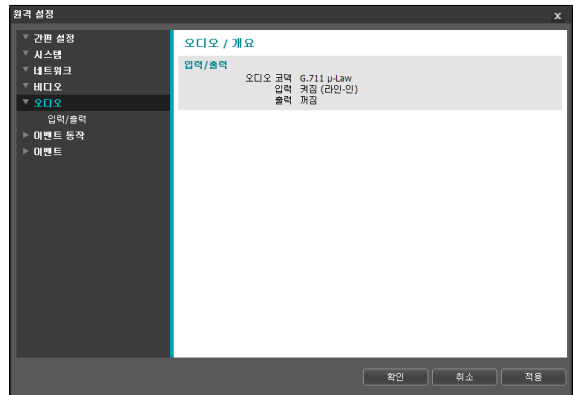 원격 설정
x
간편 설정
시스템
네트워크
비디오
오디오
입력/출력
이벤트 동작
이벤트
오디오 / 개요
입력/출력
오디오 코덱 G.711 μ-Law
입력 켜짐 (라인-인)
출력 꺼짐
확인 취소 적용